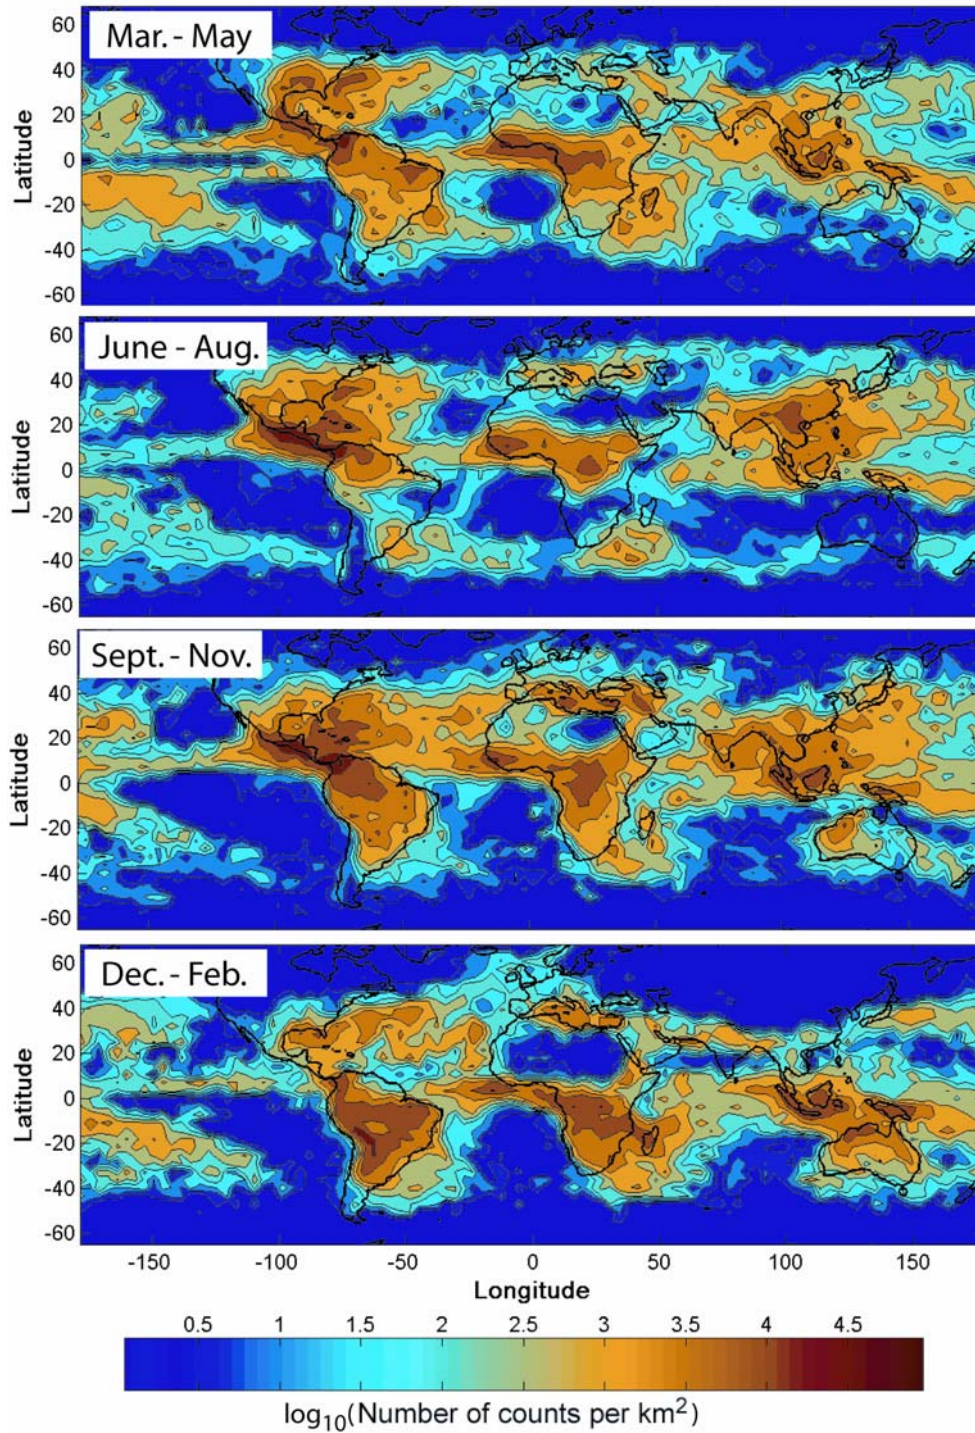 Mar. - May
Latitude
60
40
20
0
-20
-40
-60
June - Aug.
Latitude
60
40
20
0
-20
-40
-60
Sept. - Nov.
Latitude
60
40
20
0
-20
-40
-60
Dec. - Feb.
Latitude
60
40
20
0
-20
-40
-60
-150 -100 -50 0 50 100 150
Longitude
0.5 1 1.5 2 2.5 3 3.5 4 4.5
log10(Number of counts per km²)